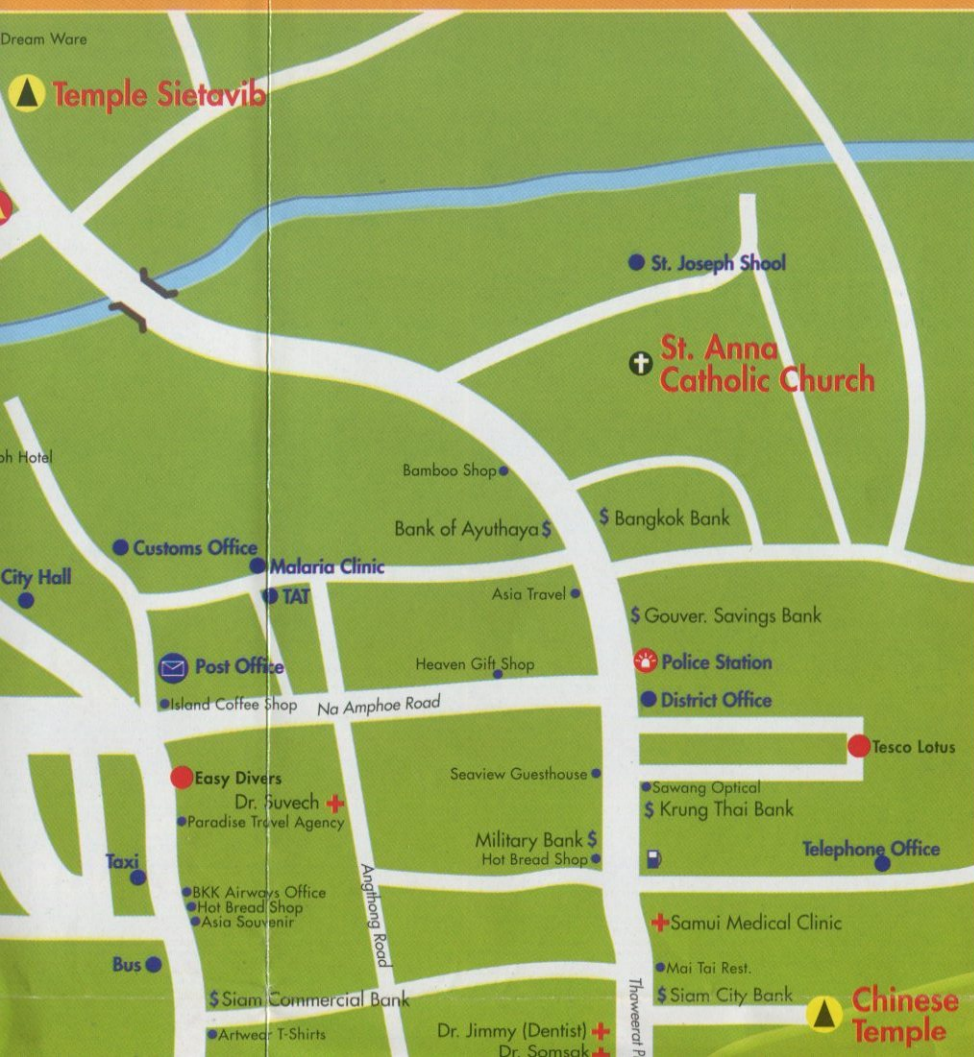 Dream Ware
Temple Sietavib
St. Joseph Shool
St. Anna
Catholic Church
Hotel
Bamboo Shop
Bank of Ayuthaya $
$ Bangkok Bank
Customs Office
Malaria Clinic
City Hall
TAT
Asia Travel
$ Gouver. Savings Bank
Post Office
Heaven Gift Shop
Police Station
Island Coffee Shop
Na Amphoe Road
District Office
Tesco Lotus
Easy Divers
Seaview Guesthouse
Sawang Optical
Dr. Suvech
$ Krung Thai Bank
Paradise Travel Agency
Military Bank $
Hot Bread Shop
Telephone Office
Taxi
BKK Airways Office
Hot Bread Shop
Asia Souvenir
Angthong Road
Samui Medical Clinic
Bus
Mai Tai Rest.
$ Siam Commercial Bank
$ Siam City Bank
Thaweerat P
Chinese
Temple
Artwear T-Shirts
Dr. Jimmy (Dentist)
Dr. Somsak